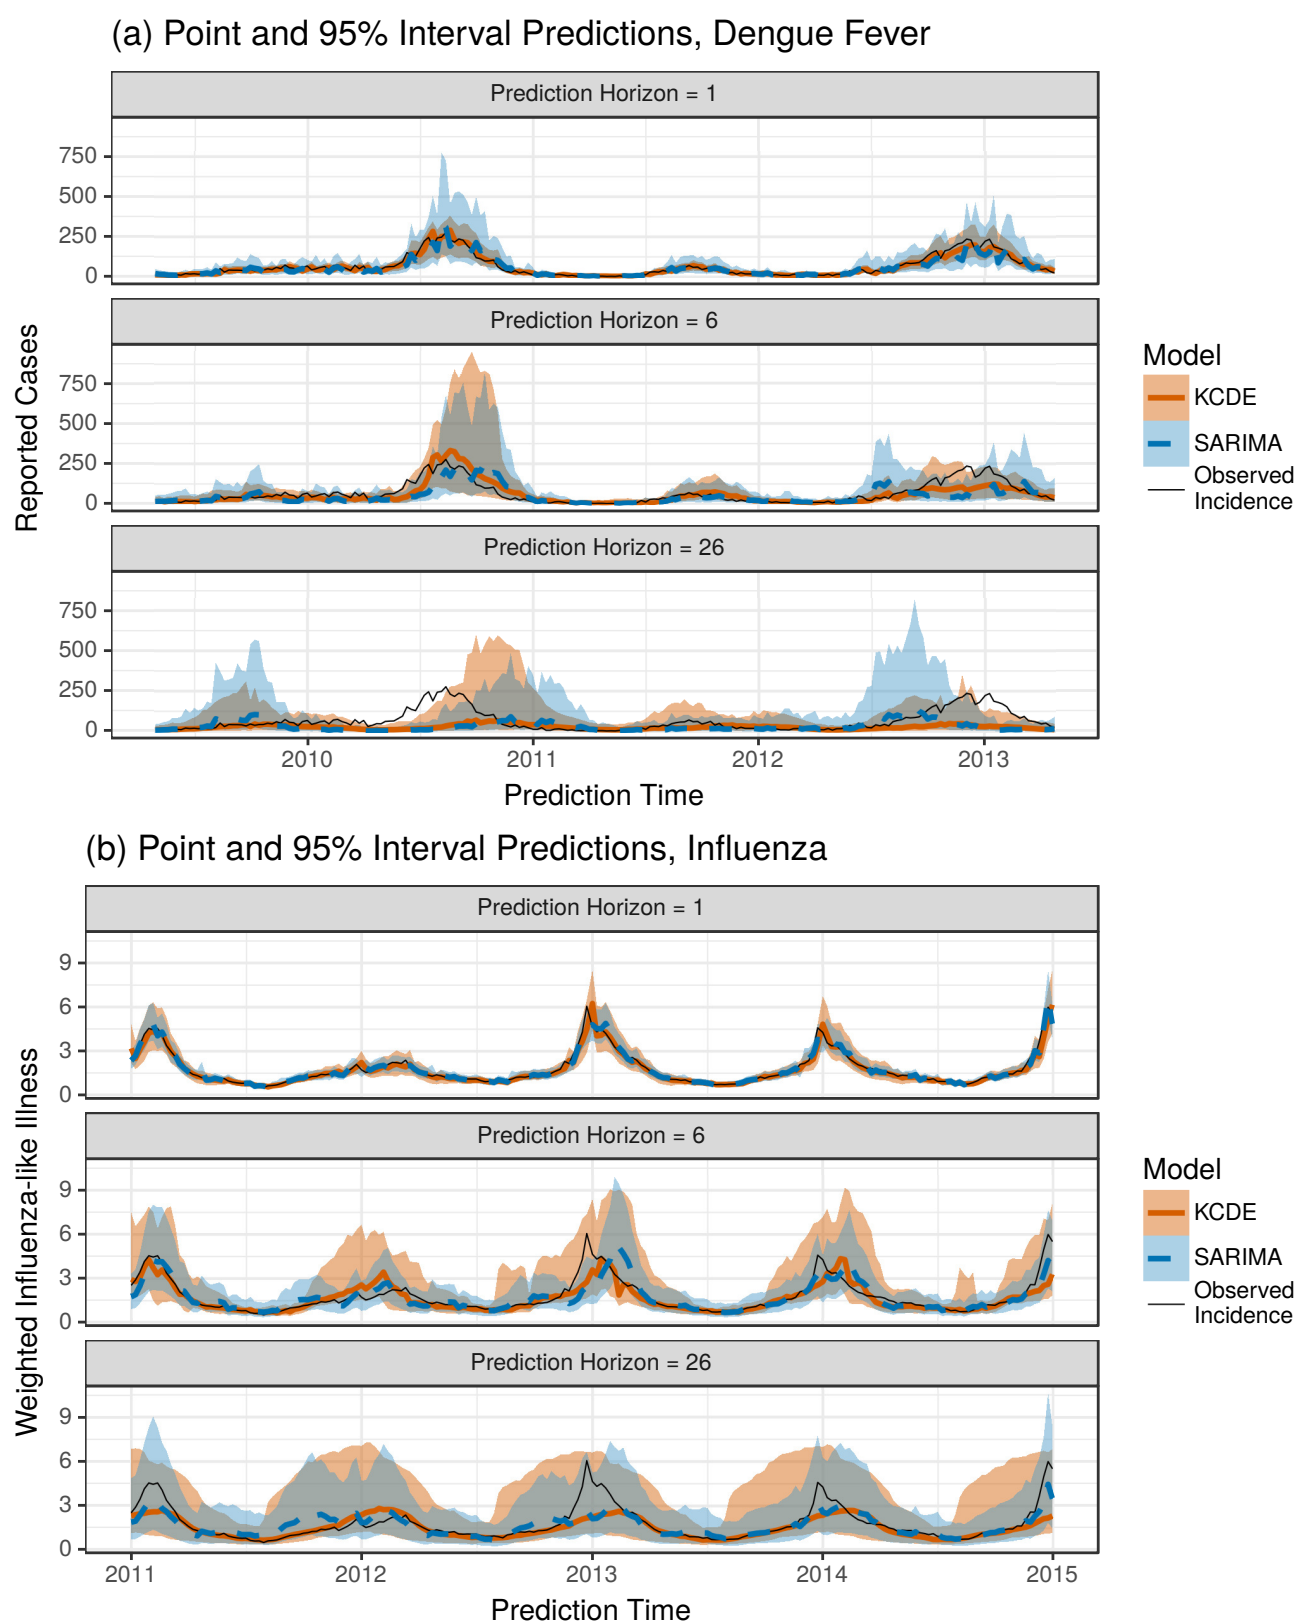 (a) Point and 95% Interval Predictions, Dengue Fever
Prediction Horizon = 1
750
500
250
0
Prediction Horizon = 6
750
500
250
0
Prediction Horizon = 26
750
500
250
0
2010
2011
2012
2013
Prediction Time
Reported Cases
Model
KCDE
SARIMA
Observed
Incidence
(b) Point and 95% Interval Predictions, Influenza
Prediction Horizon = 1
9
6
3
0
Prediction Horizon = 6
9
6
3
0
Prediction Horizon = 26
9
6
3
0
2011
2012
2013
2014
2015
Prediction Time
Weighted Influenza-like Illness
Model
KCDE
SARIMA
Observed
Incidence